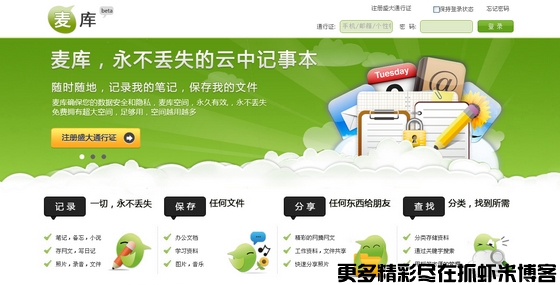 麦库 beta
注册盛大通行证 保持登录状态 忘记密码
通行证: 手机/邮箱/个性 密 码: 登 录
麦库，永不丢失的云中记事本
Tuesday
随时随地，记录我的笔记，保存我的文件
麦库确保您的数据安全和隐私，麦库空间，永久有效，永不丢失
免费拥有超大空间，足够用，空间越用越多
注册盛大通行证
记录 一切，永不丢失
笔记，备忘，小说
存网文，写日记
照片，录音，文件
保存 任何文件
办公文档
学习资料
图片，音乐
分享 任何东西给朋友
精彩的网摘网文
工作资料，文件共享
快速分享照片
查找 分类，找到所需
分类存储资料
通过关键字搜索
更多精彩尽在抓虾米博客